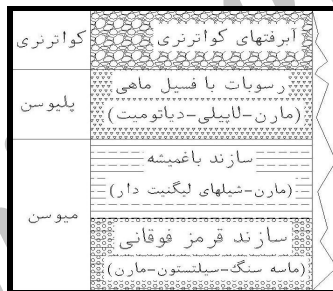 کواترنری
آبرفتهای کواترنری
پلیوسن
رسوبات با فسیل ماهی
(مارن-لاپیلی-دیاتومیت)
میوسن
سازند باغمیشه
(مارن-شیلهای لیگنیت دار)
سازند قرمز فوقانی
(ماسه سنگ-سیلتستون-مارن)